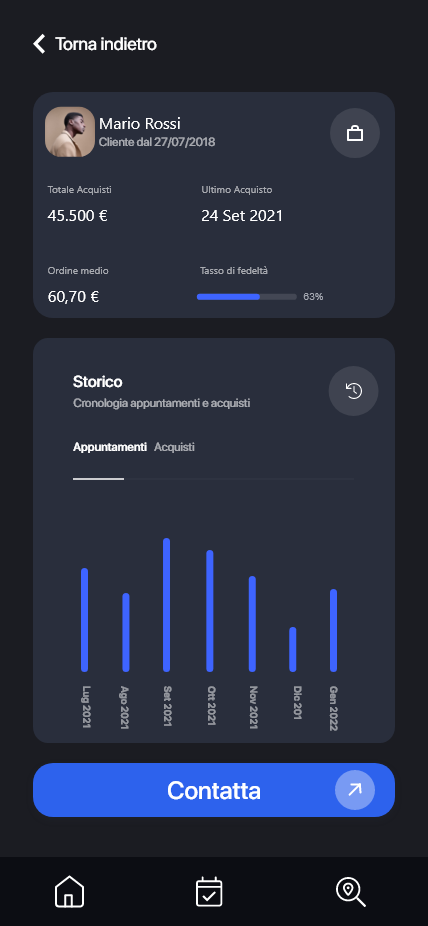 Torna indietro
Mario Rossi
Cliente dal 27/07/2018
Totale Acquisti
Ultimo Acquisto
45.500 €
24 Set 2021
Ordine medio
Tasso di fedeltà
60,70 €
63%
Storico
Cronologia appuntamenti e acquisti
Appuntamenti Acquisti
Lug 2021
Ago 2021
Set 2021
Ott 2021
Nov 2021
Dic 201
Gen 2022
Contatta